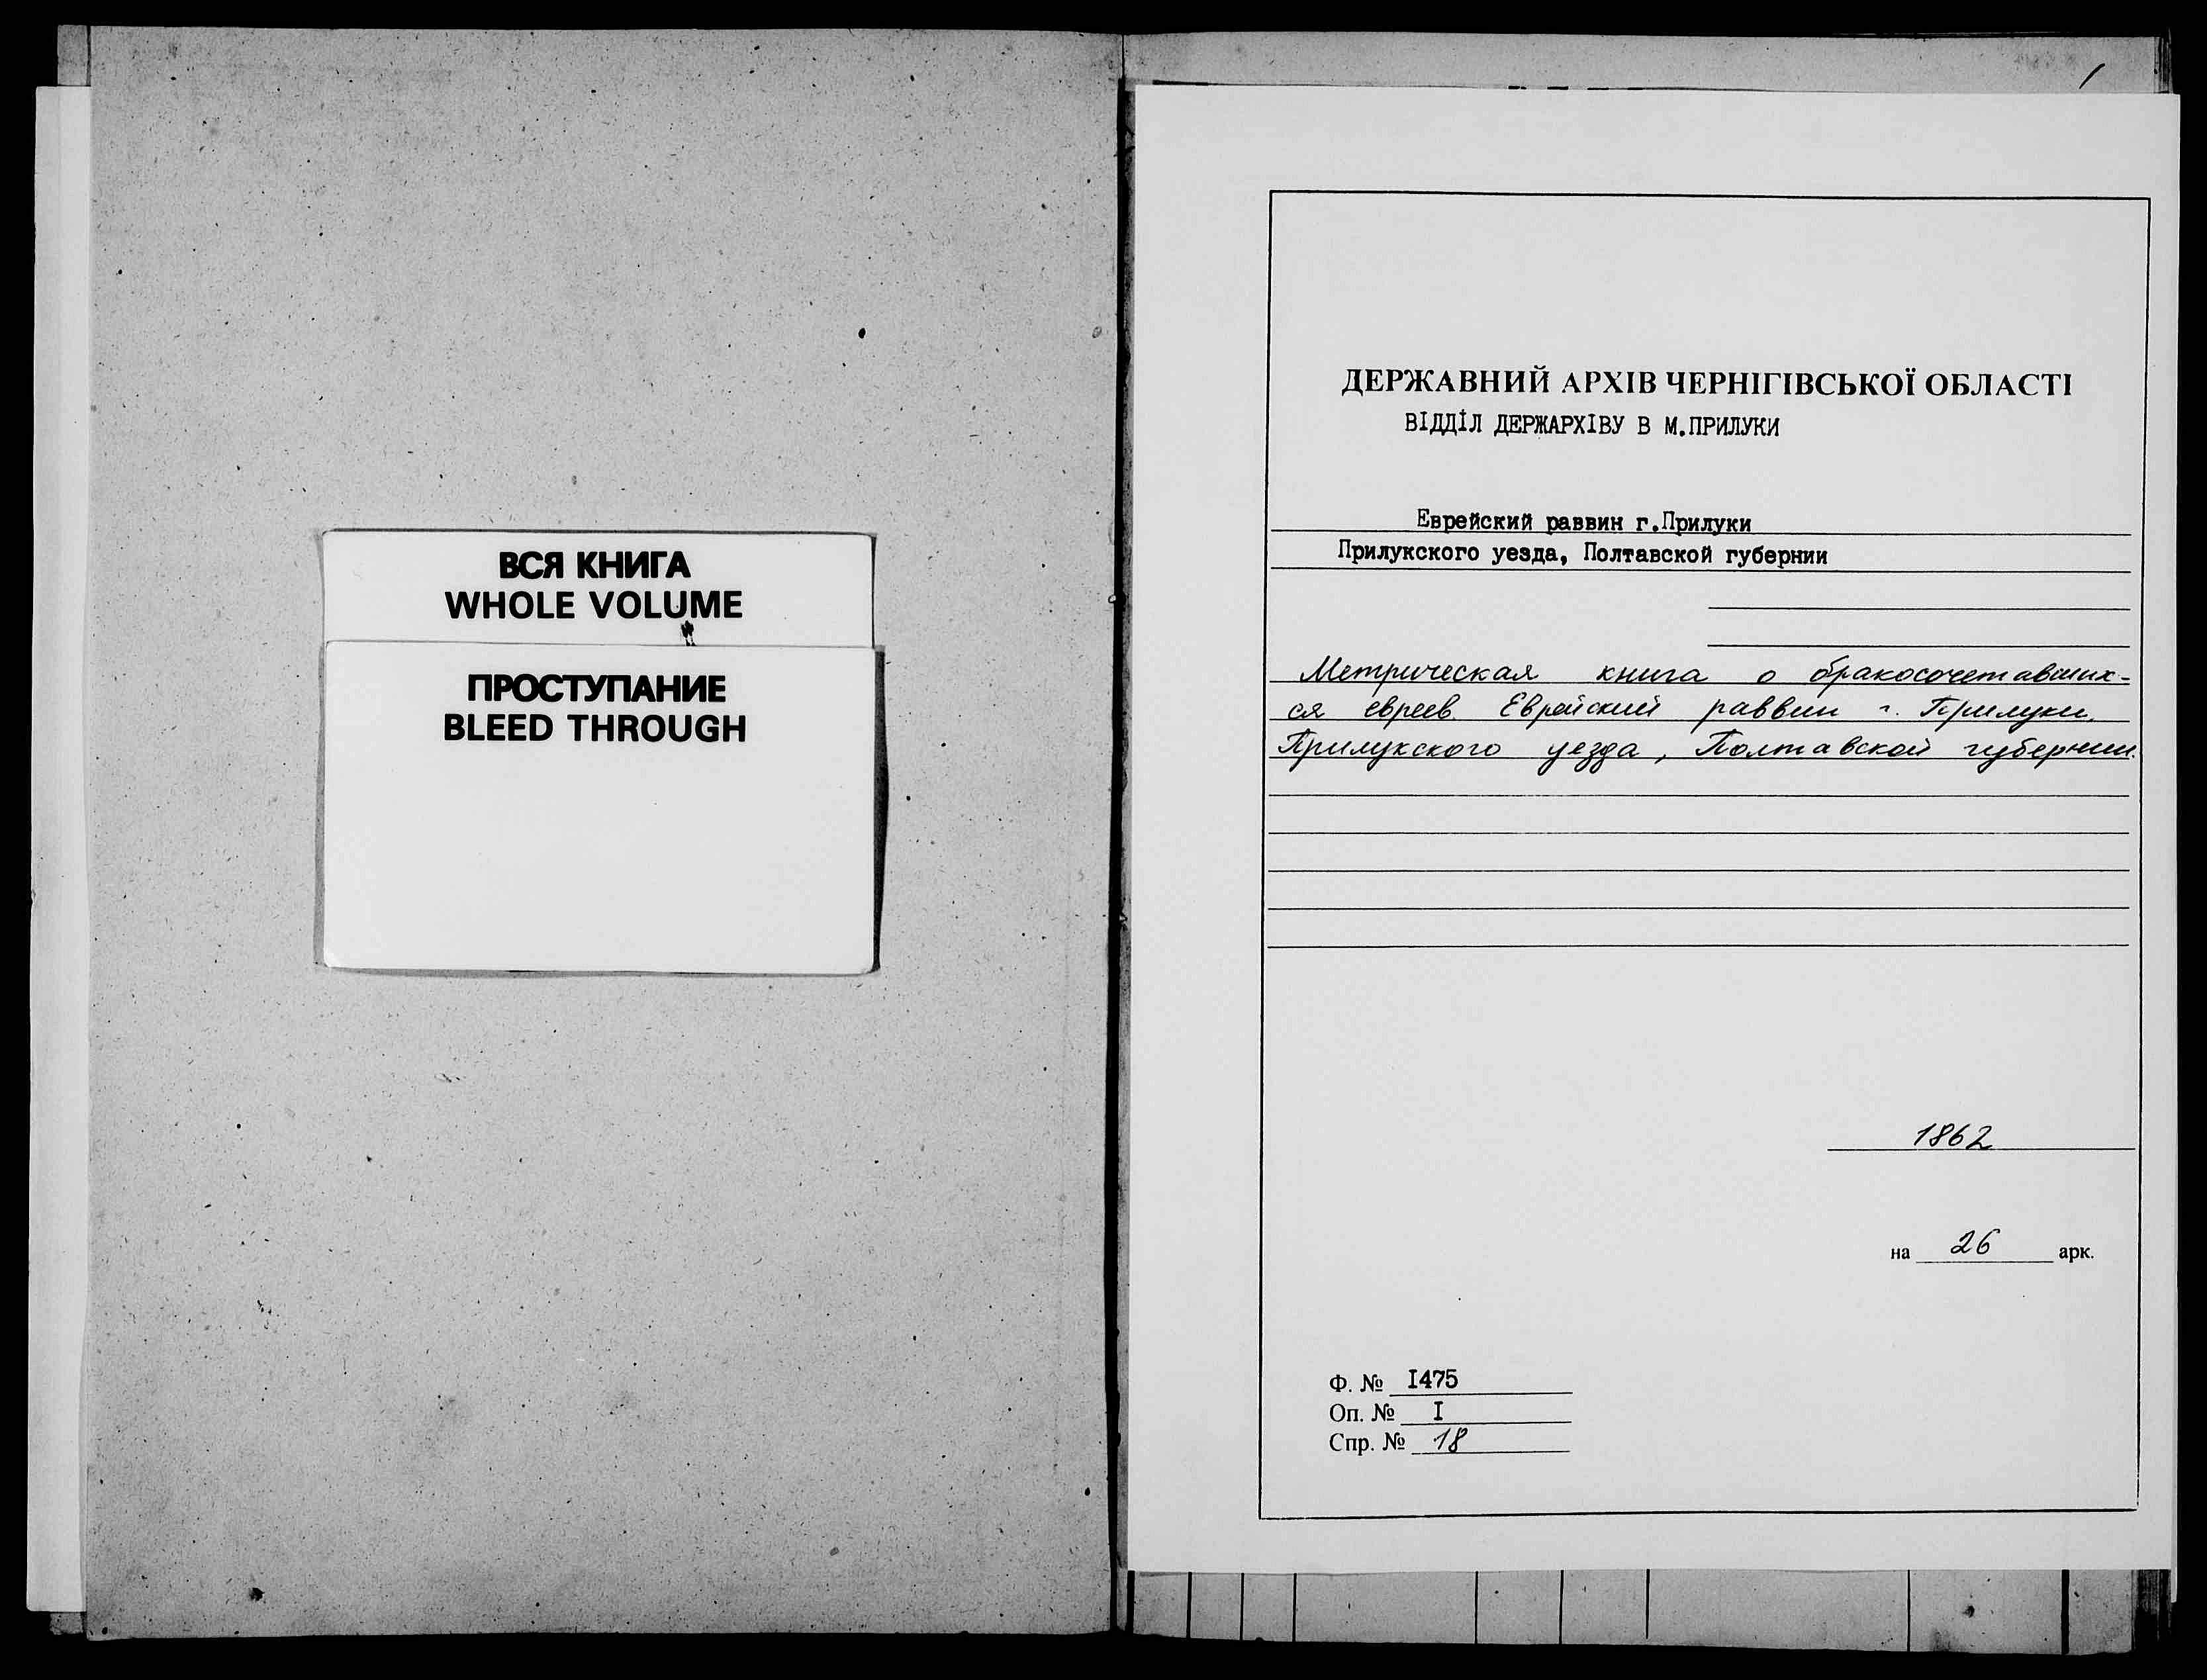 ВСЯ КНИГА
WHOLE VOLUME
ПРОСТУПАНИЕ
BLEED THROUGH
1
ДЕРЖАВНИЙ АРХІВ ЧЕРНІГІВСЬКОЇ ОБЛАСТІ
ВІДДІЛ ДЕРЖАРХІВУ В М.ПРИЛУКИ
Еврейский раввин г.Прилуки
Прилукского уезда, Полтавской губернии
Метрическая книга о бракосочетавших-
ся евреев. Еврейский раввин г. Прилуки,
Прилукского уезда, Полтавской губернии.
1862
на 26 арк.
Ф. № I475
Оп. № I
Спр. № 18